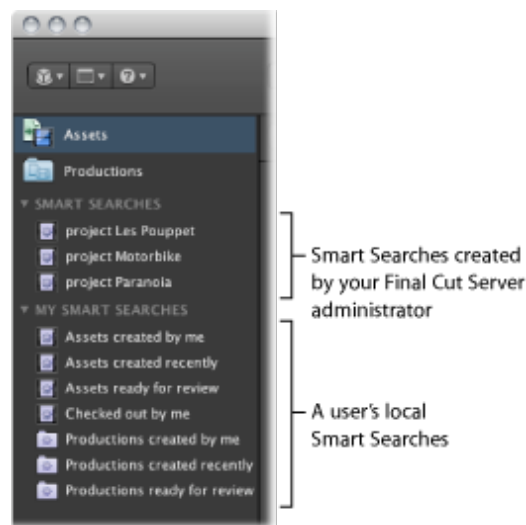 Assets
Productions
SMART SEARCHES
project Les Pouppet
project Motorbike
project Paranoia
MY SMART SEARCHES
Assets created by me
Assets created recently
Assets ready for review
Checked out by me
Productions created by me
Productions created recently
Productions ready for review
Smart Searches created
by your Final Cut Server
administrator
A user's local
Smart Searches